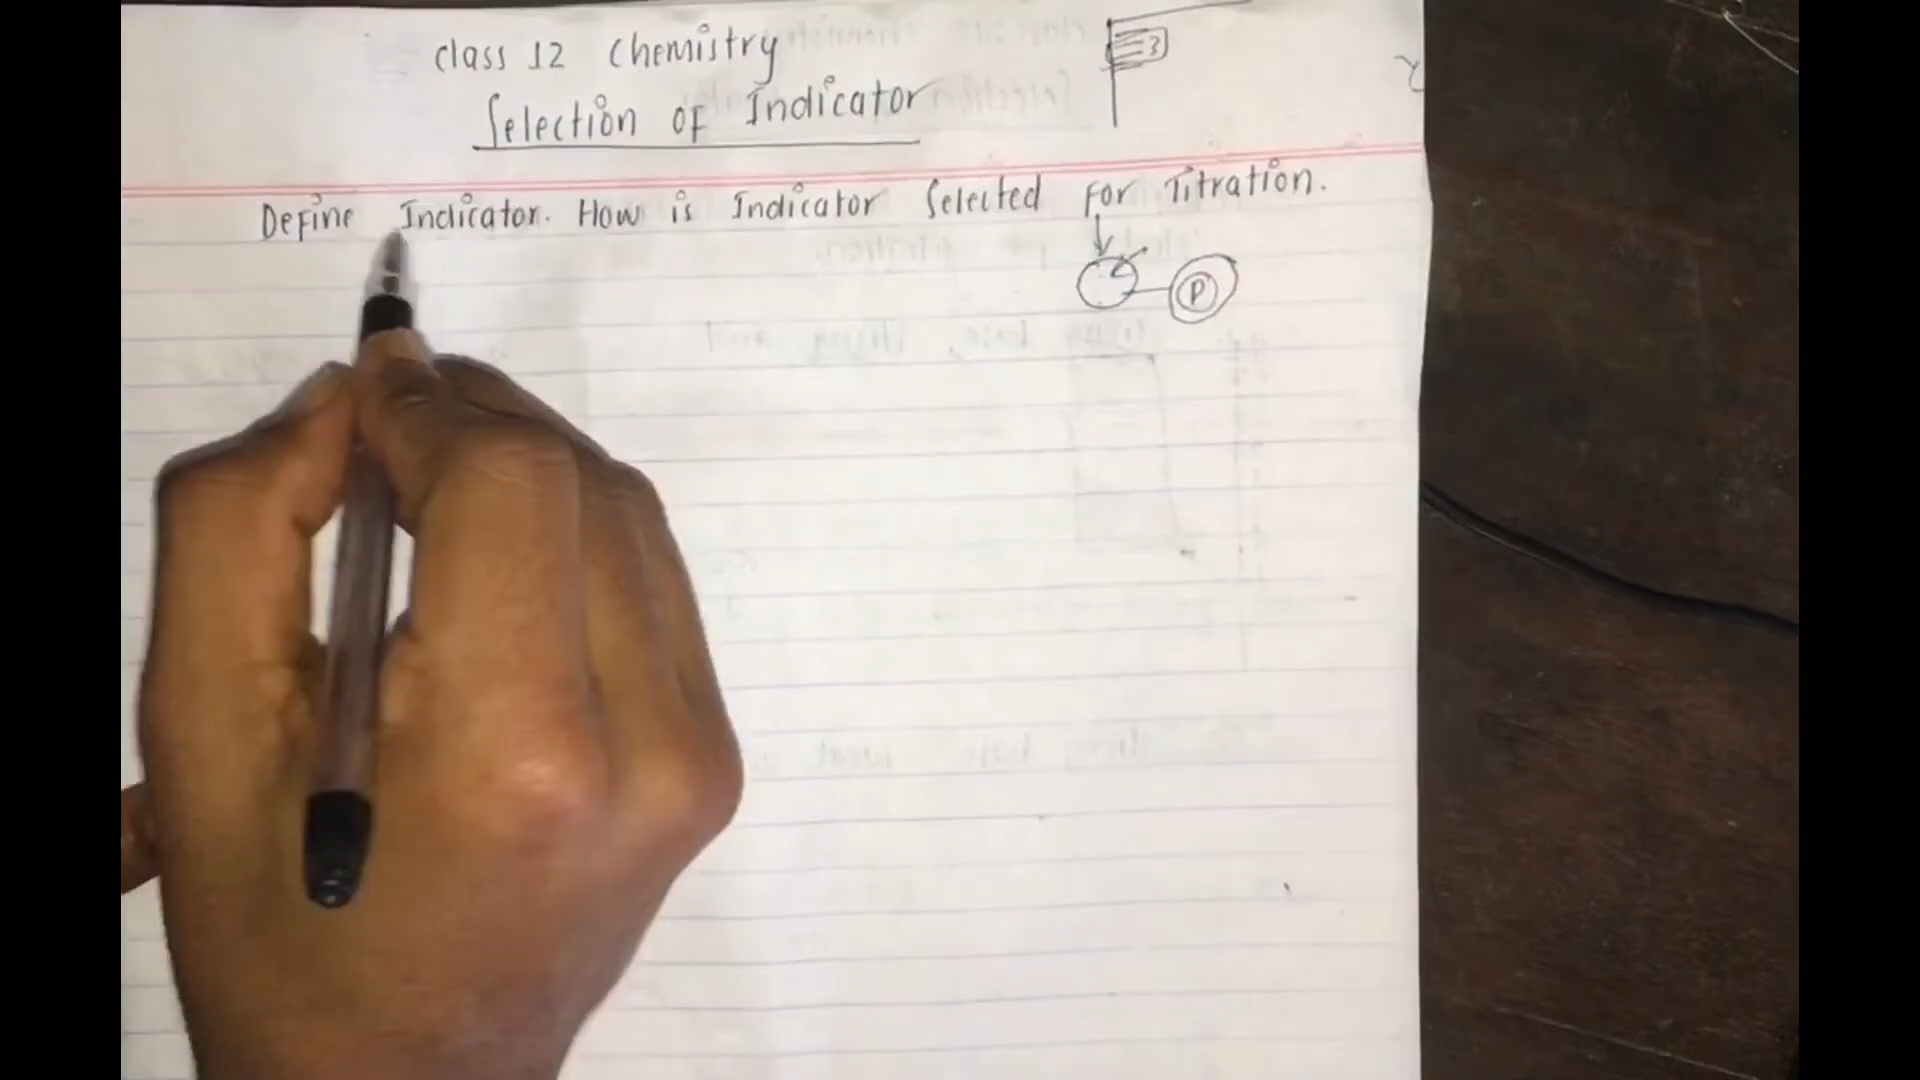 class 12 chemistry
Selection of Indicator
Define Indicator. How is Indicator Selected for Titration.
P